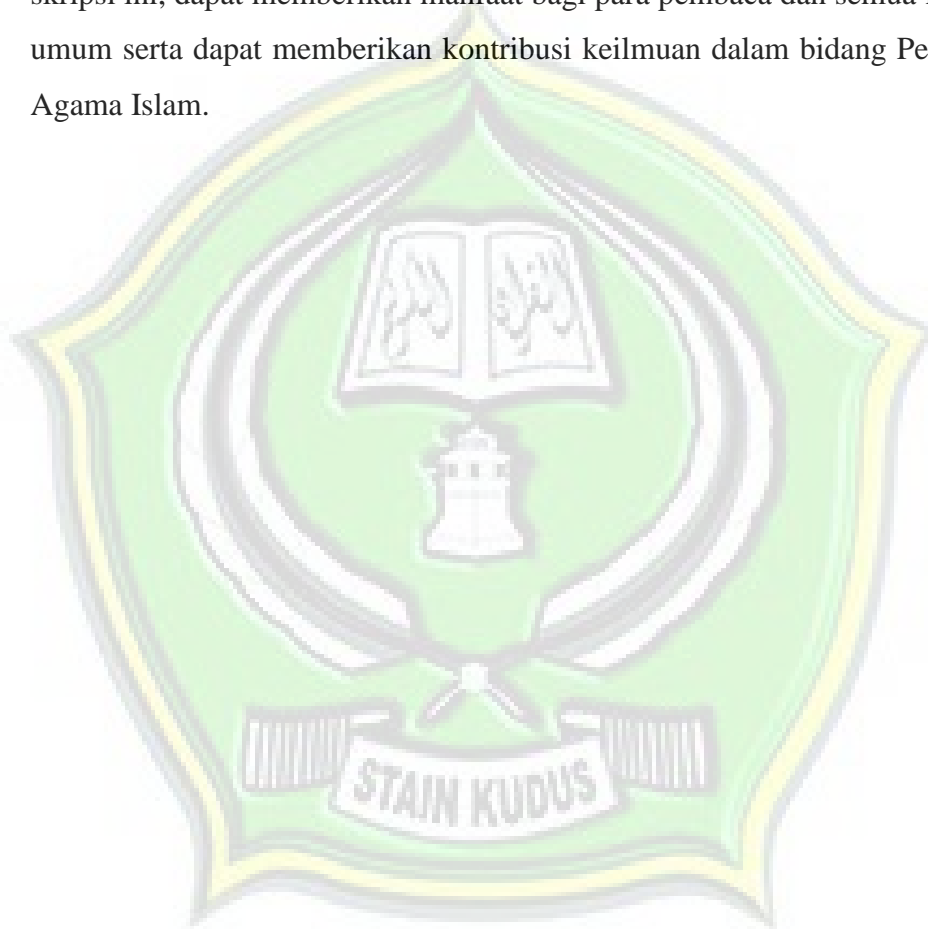 skripsi ini, dapat memberikan manfaat bagi para pembaca dan semua
umum serta dapat memberikan kontribusi keilmuan dalam bidang Pe
Agama Islam.
STAIN KUDUS